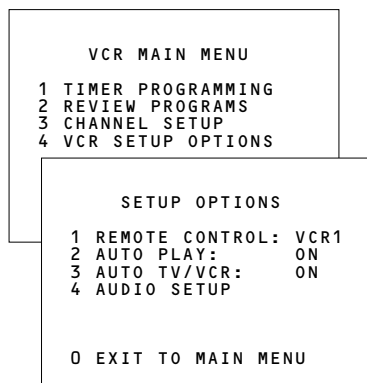 VCR MAIN MENU
1 TIMER PROGRAMMING
2 REVIEW PROGRAMS
3 CHANNEL SETUP
4 VCR SETUP OPTIONS
SETUP OPTIONS
1 REMOTE CONTROL: VCR1
2 AUTO PLAY: ON
3 AUTO TV/VCR: ON
4 AUDIO SETUP
0 EXIT TO MAIN MENU